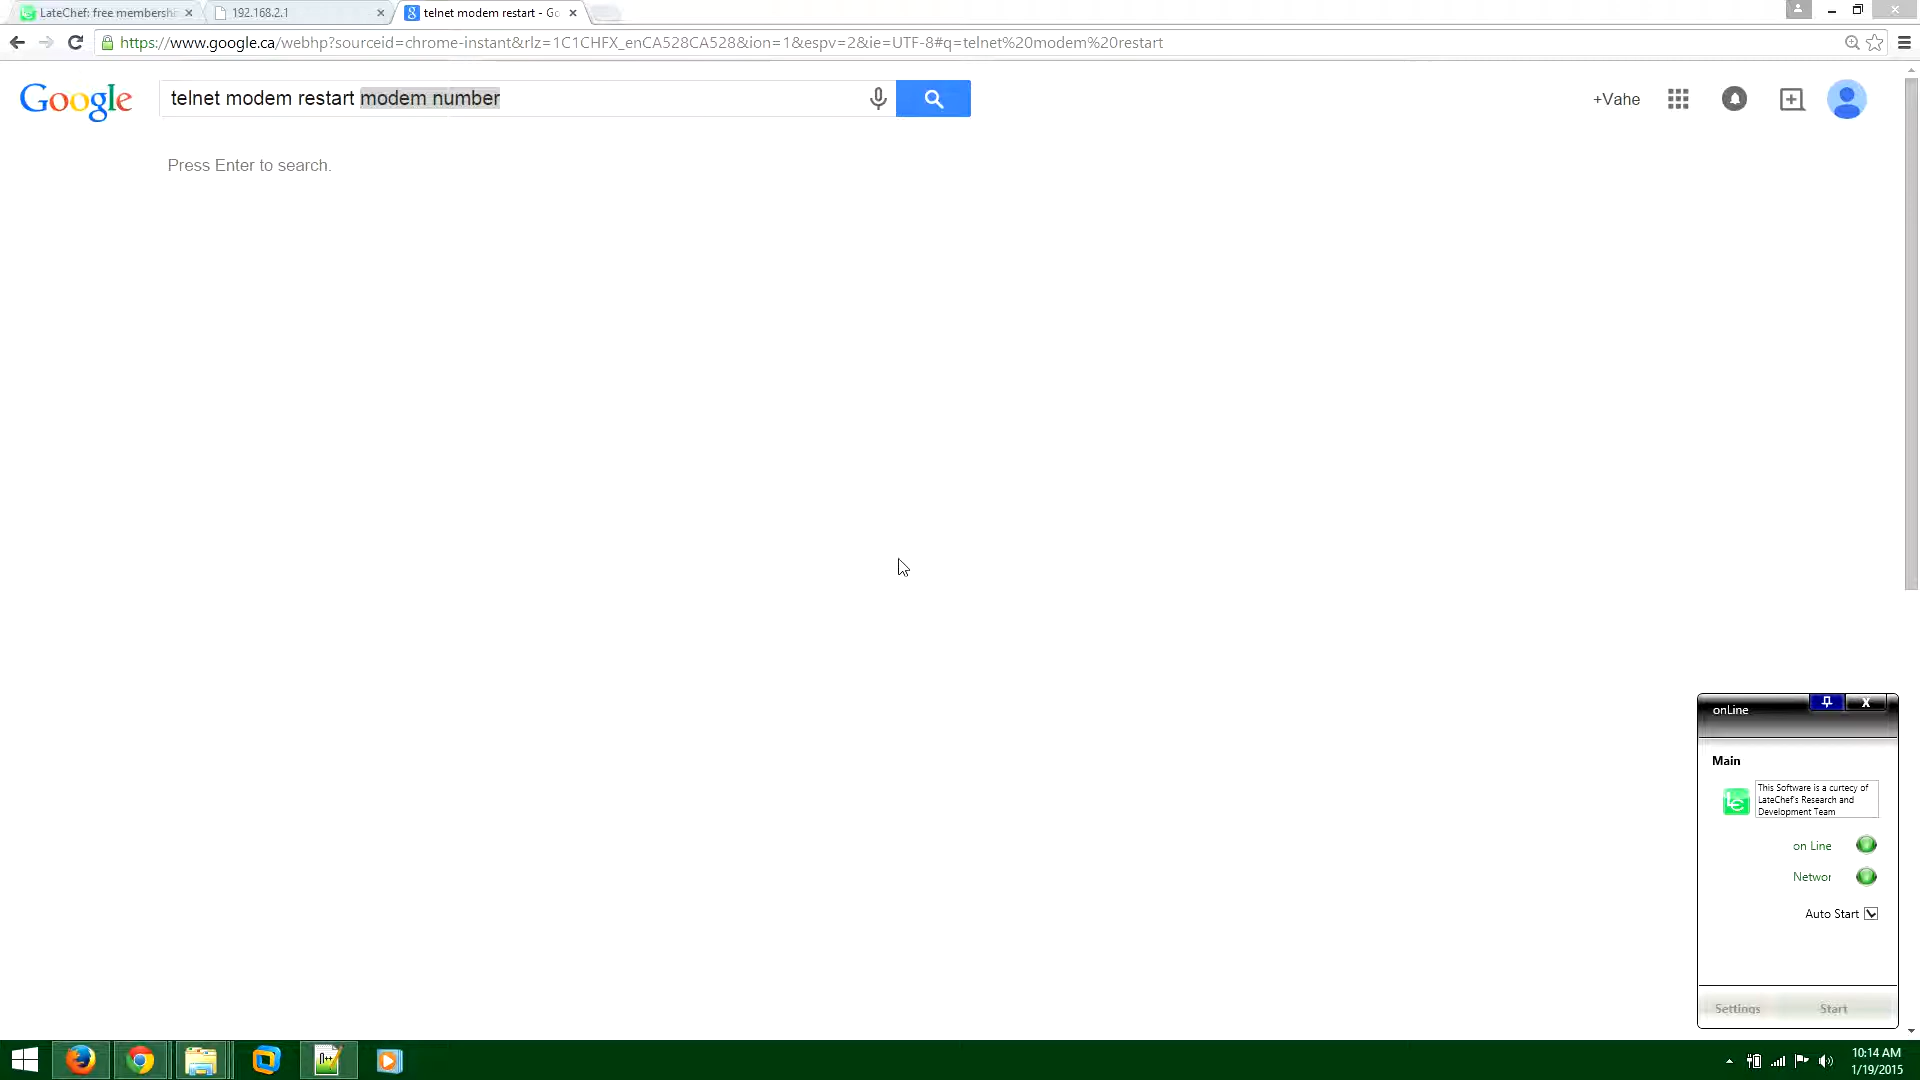 LateChef: free membersh
192.168.2.1
telnet modem restart - Go
https://www.google.ca/webhp?sourceid=chrome-instant&rlz=1C1CHFX_enCA528CA528&ion=1&espv=2&ie=UTF-8#q=telnet%20modem%20restart
Google
telnet modem restart modem number
+Vahe
Press Enter to search.
onLine
X
Main
LC
This Software is a curtecy of
LateChef's Research and
Development Team
on Line
Networ
Auto Start
Settings
Start
10:14 AM
1/19/2015